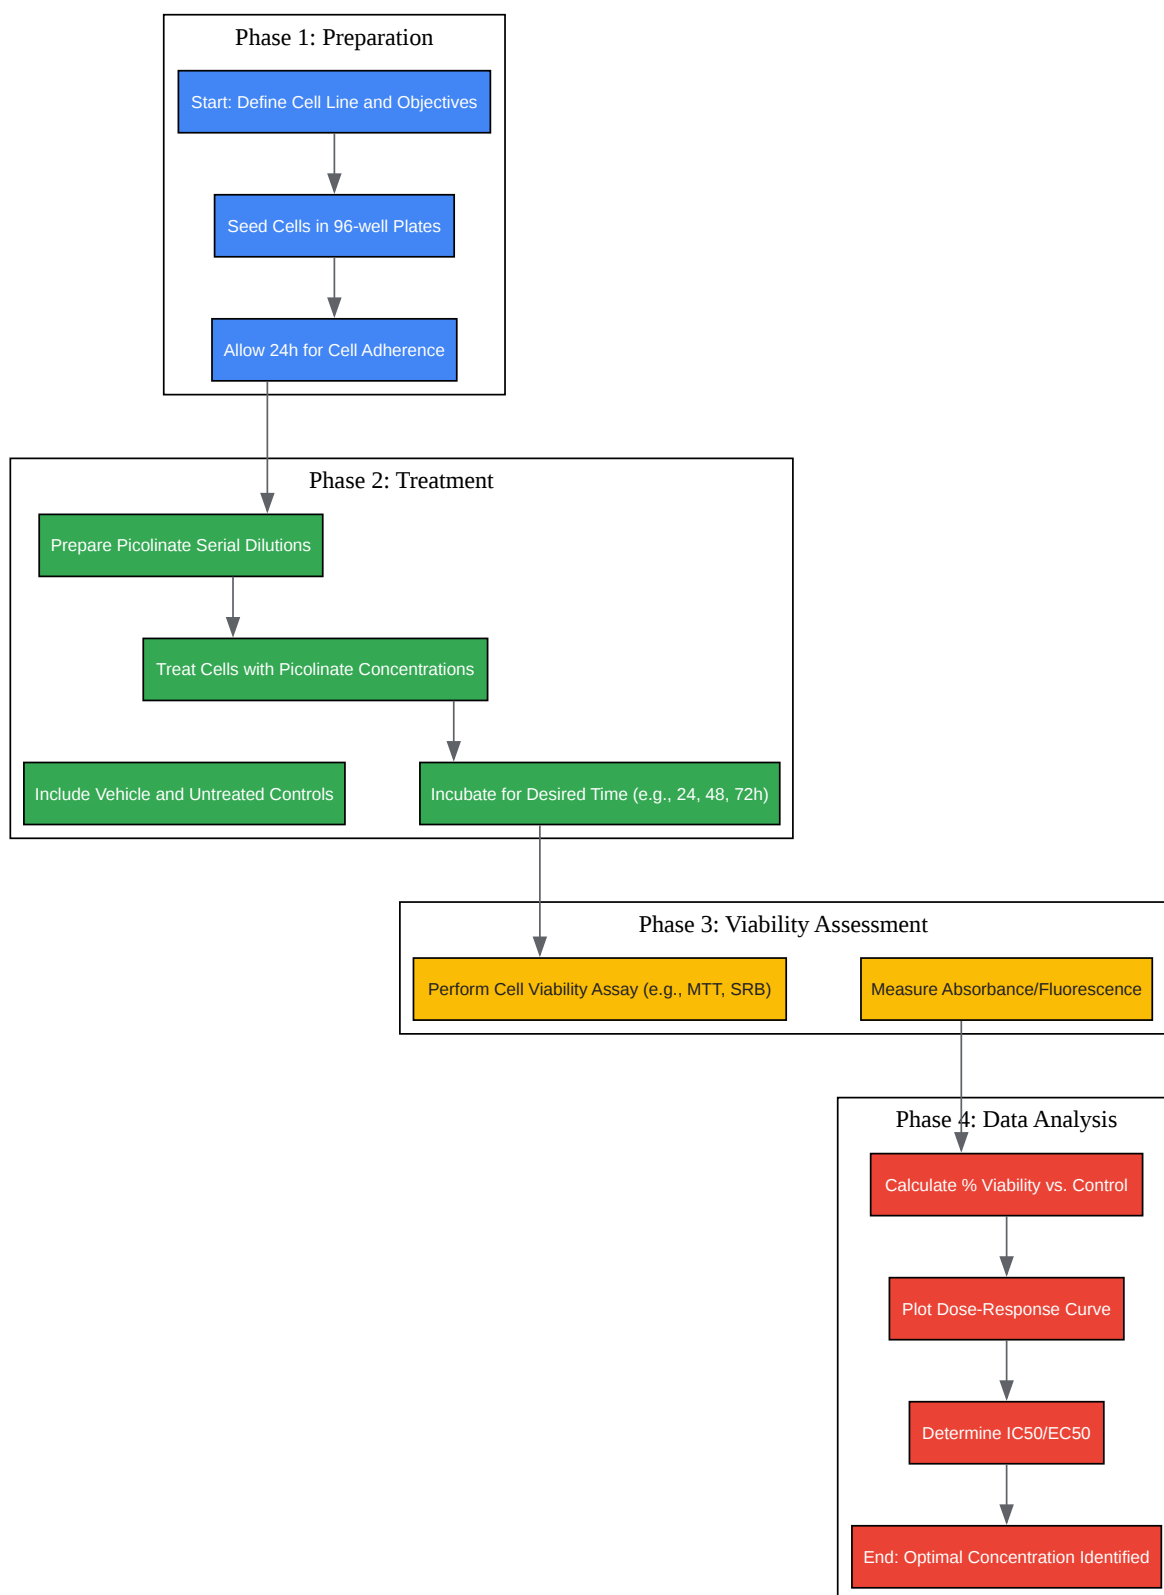 Phase 1: Preparation
Start: Define Cell Line and Objectives
Seed Cells in 96-well Plates
Allow 24h for Cell Adherence
Phase 2: Treatment
Prepare Picolinate Serial Dilutions
Treat Cells with Picolinate Concentrations
Include Vehicle and Untreated Controls
Incubate for Desired Time (e.g., 24, 48, 72h)
Phase 3: Viability Assessment
Perform Cell Viability Assay (e.g., MTT, SRB)
Measure Absorbance/Fluorescence
Phase 4: Data Analysis
Calculate % Viability vs. Control
Plot Dose-Response Curve
Determine IC50/EC50
End: Optimal Concentration Identified